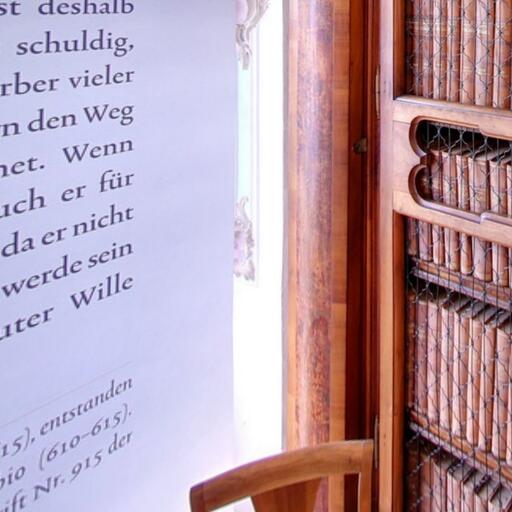 st deshalb
schuldig,
rber vieler
rn den Weg
net. Wenn
uch er für
da er nicht
werde sein
uter Wille
15), entstanden
bio (610–615).
ift Nr. 915 der